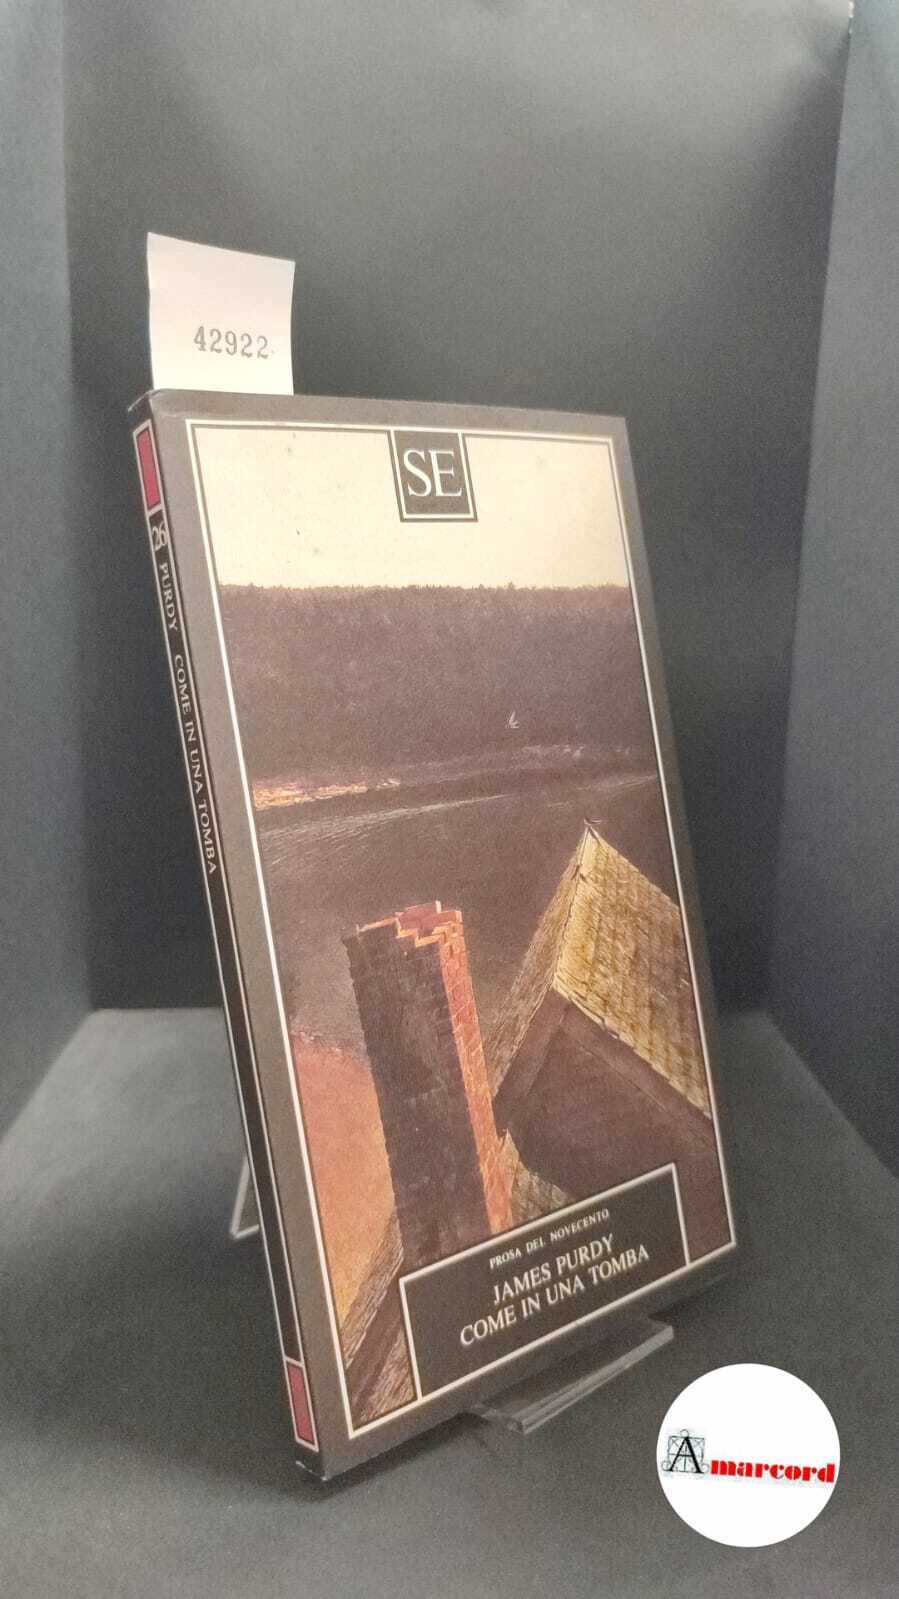 42922
SE
26 PURDY COME IN UNA TOMBA
PROSA DEL NOVECENTO
JAMES PURDY
COME IN UNA TOMBA
Amarcord